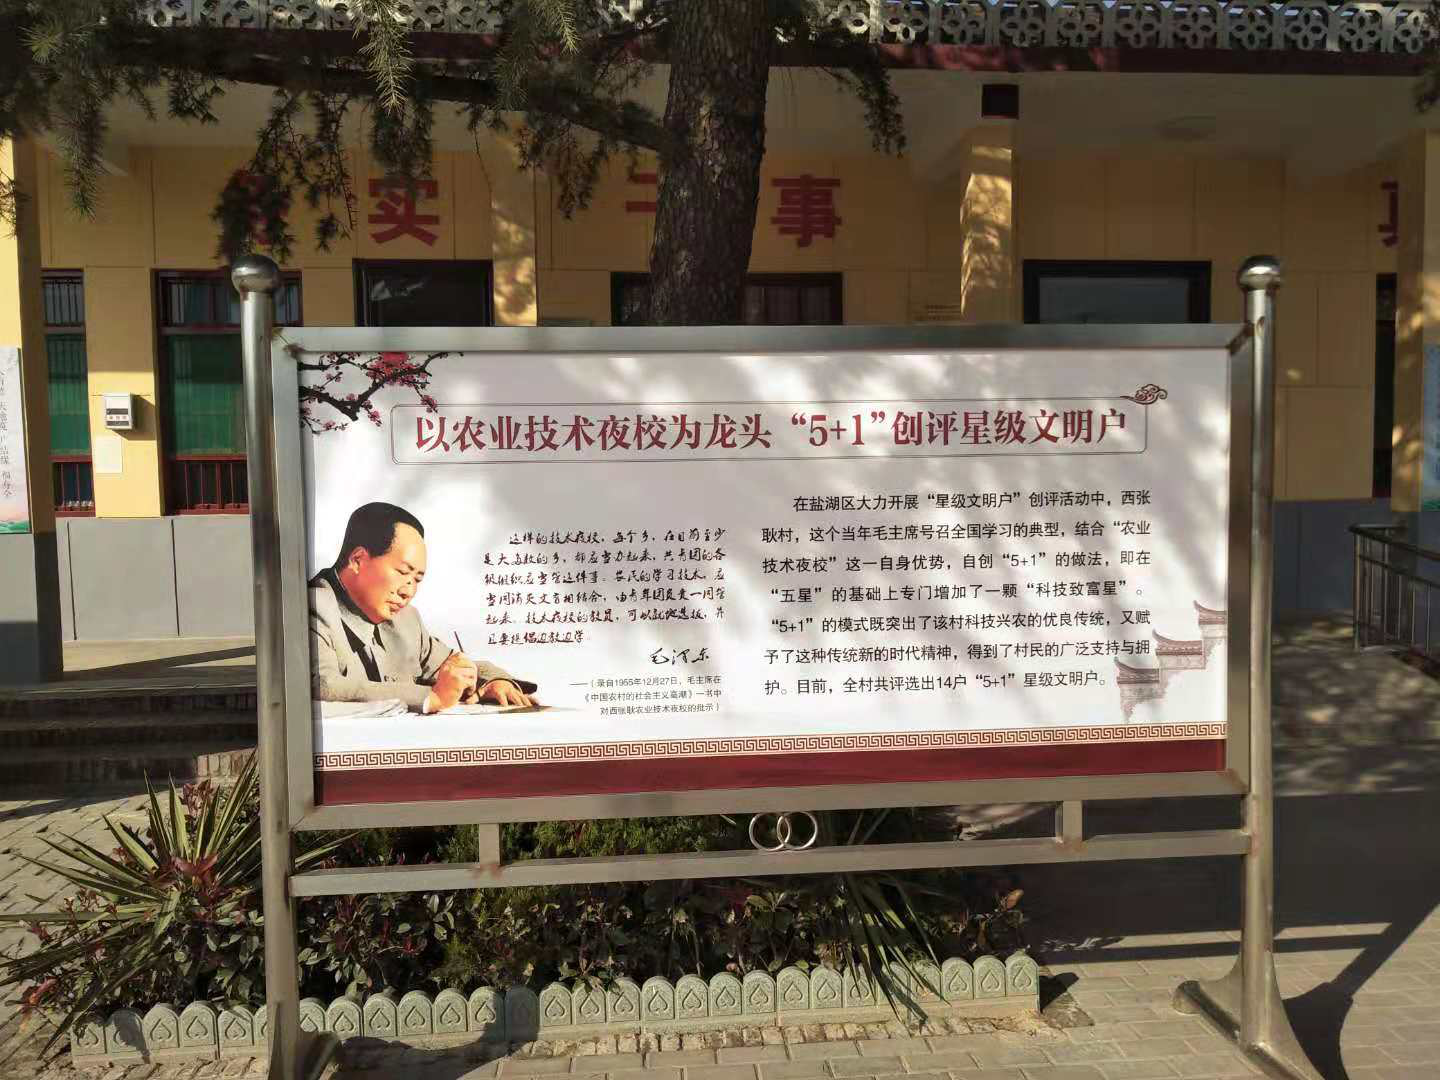 实 干 事
以农业技术夜校为龙头 “5+1”创评星级文明户
这样的技术夜校，每个乡，在目前至少
是大多数的乡，都应当办起来，共青团的各
级组织应当管这件事。农民的学习技术，应
当同消灭文盲相结合，由青年团负责一同管
起来。技术夜校的教员，可以就地选拔，并
且要提倡边教边学。
毛泽东
——（录自1955年12月27日，毛主席在
《中国农村的社会主义高潮》一书中
对西张耿农业技术夜校的批示）
在盐湖区大力开展“星级文明户”创评活动中，西张
耿村，这个当年毛主席号召全国学习的典型，结合“农业
技术夜校”这一自身优势，自创“5+1”的做法，即在
“五星”的基础上专门增加了一颗“科技致富星”。
“5+1”的模式既突出了该村科技兴农的优良传统，又赋
予了这种传统新的时代精神，得到了村民的广泛支持与拥
护。目前，全村共评选出14户“5+1”星级文明户。